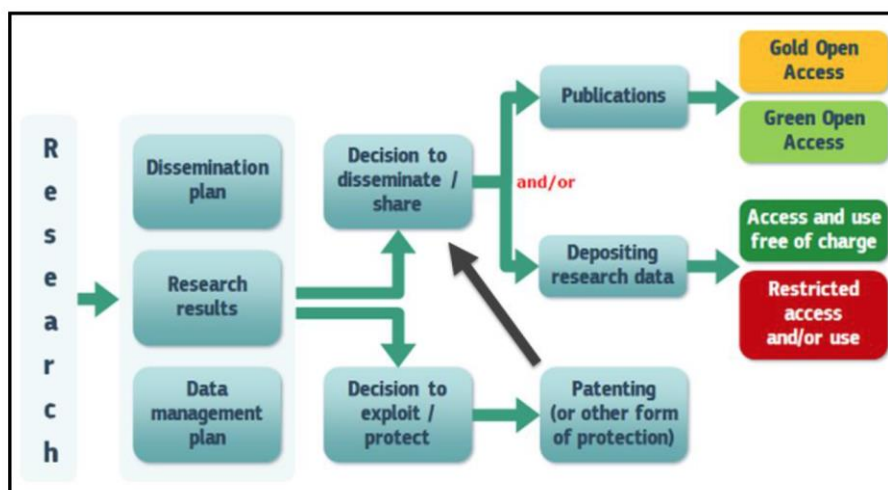 Research
Dissemination
plan
Research
results
Data
management
plan
Decision to
disseminate /
share
Decision to
exploit /
protect
and/or
Publications
Depositing
research data
Patenting
(or other form
of protection)
Gold Open
Access
Green Open
Access
Access and use
free of charge
Restricted
access
and/or use